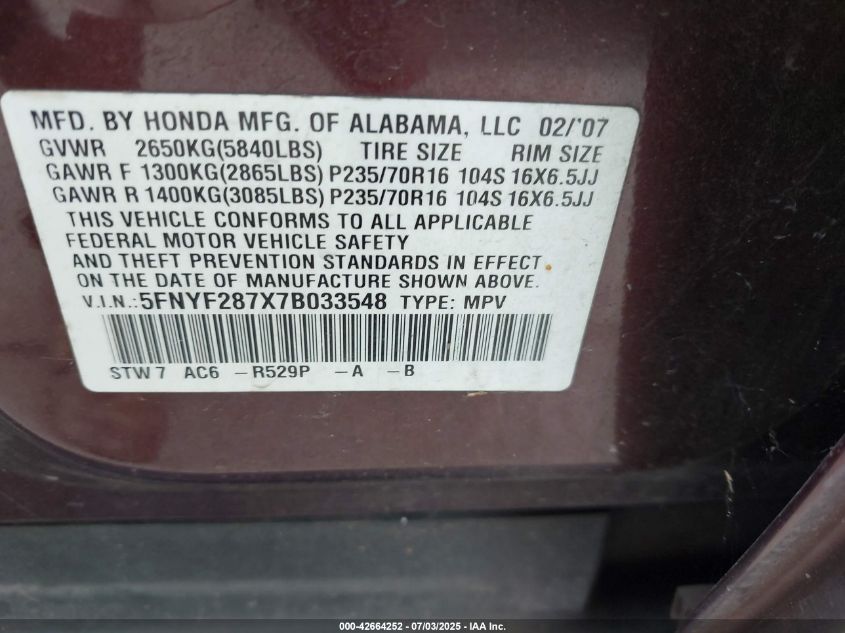 MFD. BY HONDA MFG. OF ALABAMA, LLC 02/'07
GVWR 2650KG(5840LBS) TIRE SIZE RIM SIZE
GAWR F 1300KG(2865LBS) P235/70R16 104S 16X6.5JJ
GAWR R 1400KG(3085LBS) P235/70R16 104S 16X6.5JJ
THIS VEHICLE CONFORMS TO ALL APPLICABLE
FEDERAL MOTOR VEHICLE SAFETY
AND THEFT PREVENTION STANDARDS IN EFFECT
ON THE DATE OF MANUFACTURE SHOWN ABOVE.
V.I.N.:5FNYF287X7B033548 TYPE: MPV
STW7 AC6 -R529P -A -B
000-42664252 - 07/03/2025 - IAA Inc.